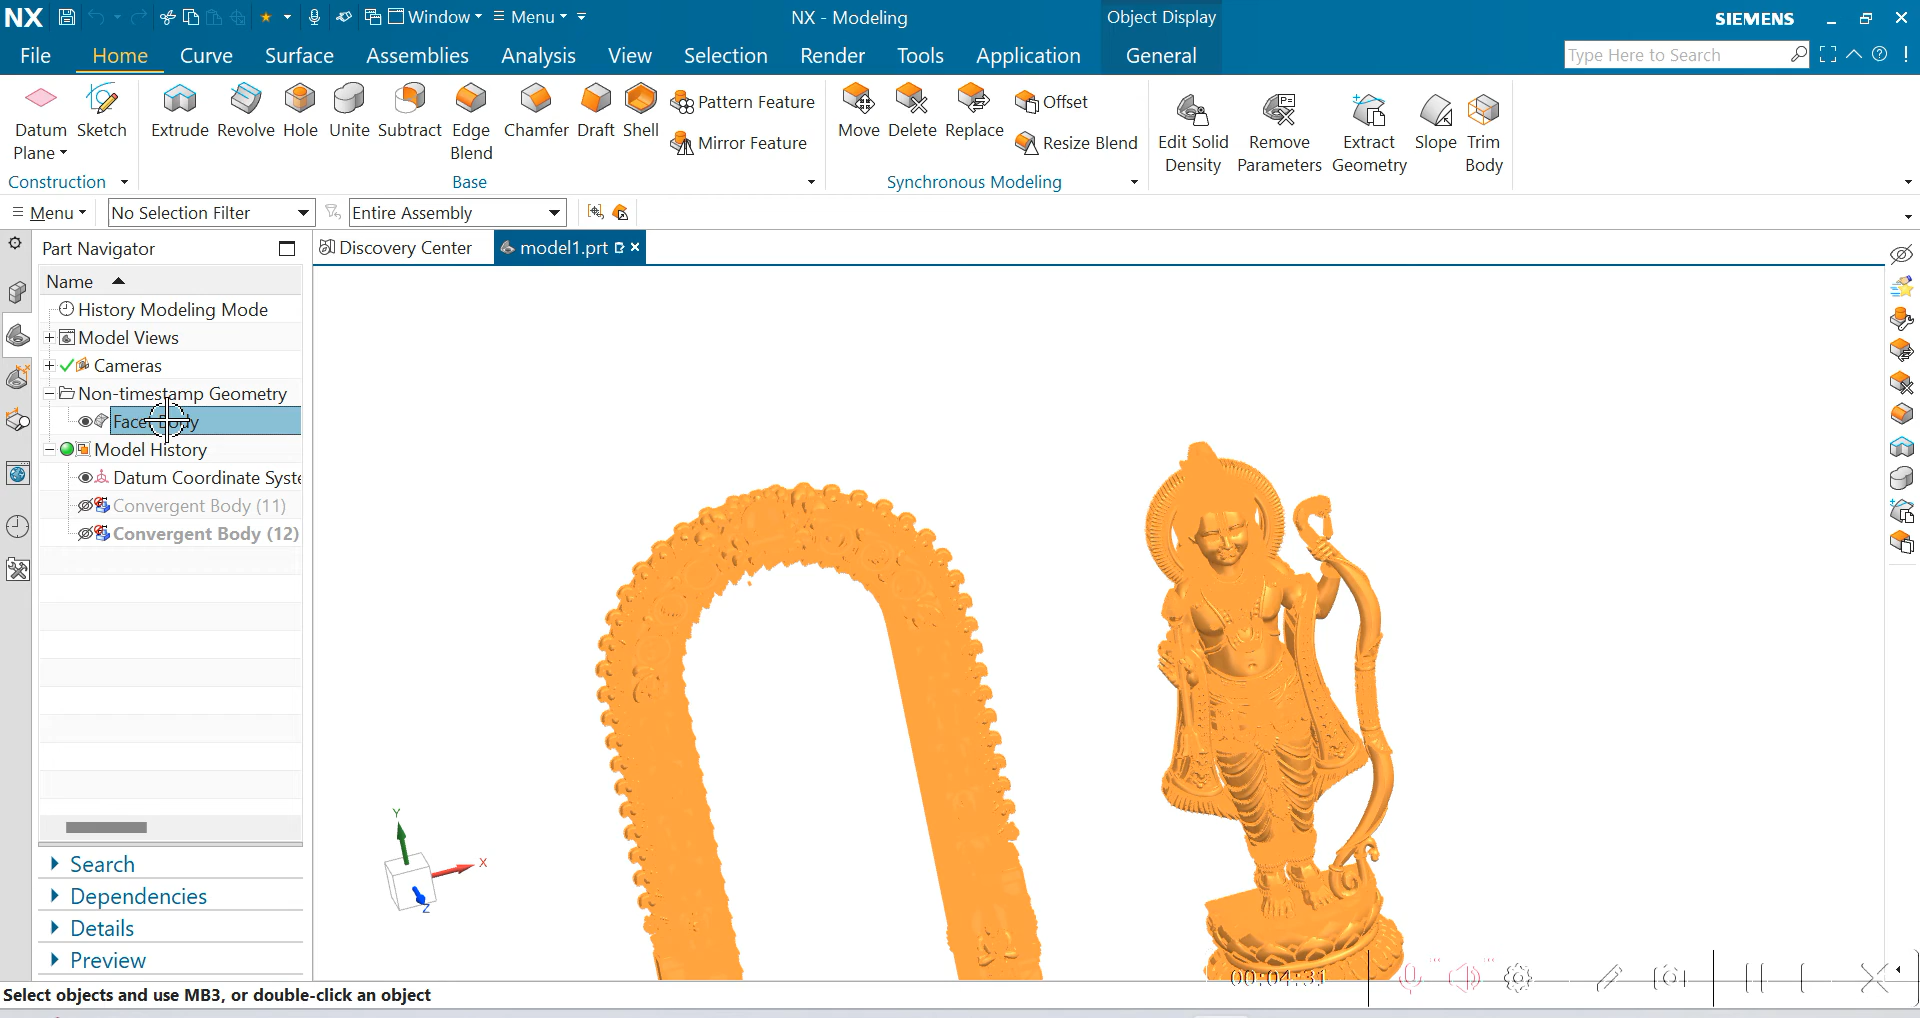 NX
Window
Menu
NX - Modeling
Object Display
SIEMENS
File
Home
Curve
Surface
Assemblies
Analysis
View
Selection
Render
Tools
Application
General
Type Here to Search
Datum Plane
Sketch
Extrude
Revolve
Hole
Unite
Subtract
Edge Blend
Chamfer
Draft
Shell
Pattern Feature
Mirror Feature
Move
Delete
Replace
Offset
Resize Blend
Edit Solid Density
Remove Parameters
Extract Geometry
Slope
Trim Body
Construction
Base
Synchronous Modeling
Menu
No Selection Filter
Entire Assembly
Part Navigator
Discovery Center
model1.prt
Name
History Modeling Mode
Model Views
Cameras
Non-timestamp Geometry
Model History
Datum Coordinate Syste
Convergent Body (11)
Convergent Body (12)
Search
Dependencies
Details
Preview
Y
X
Z
00:04:31
Select objects and use MB3, or double-click an object